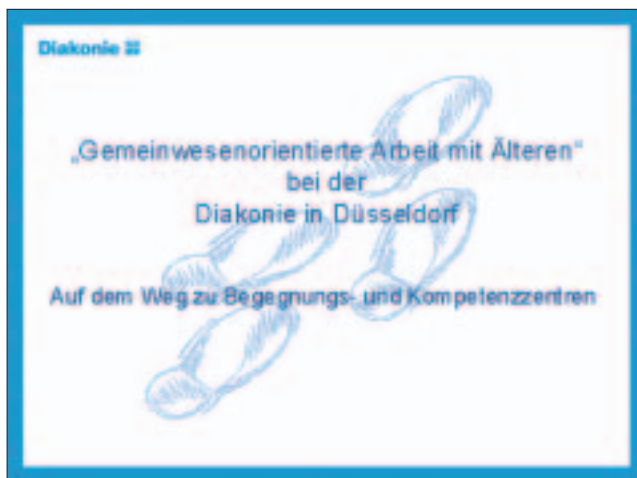 Diakonie
„Gemeinwesenorientierte Arbeit mit Älteren“
bei der
Diakonie in Düsseldorf
Auf dem Weg zu Begegnungs- und Kompetenzzentren